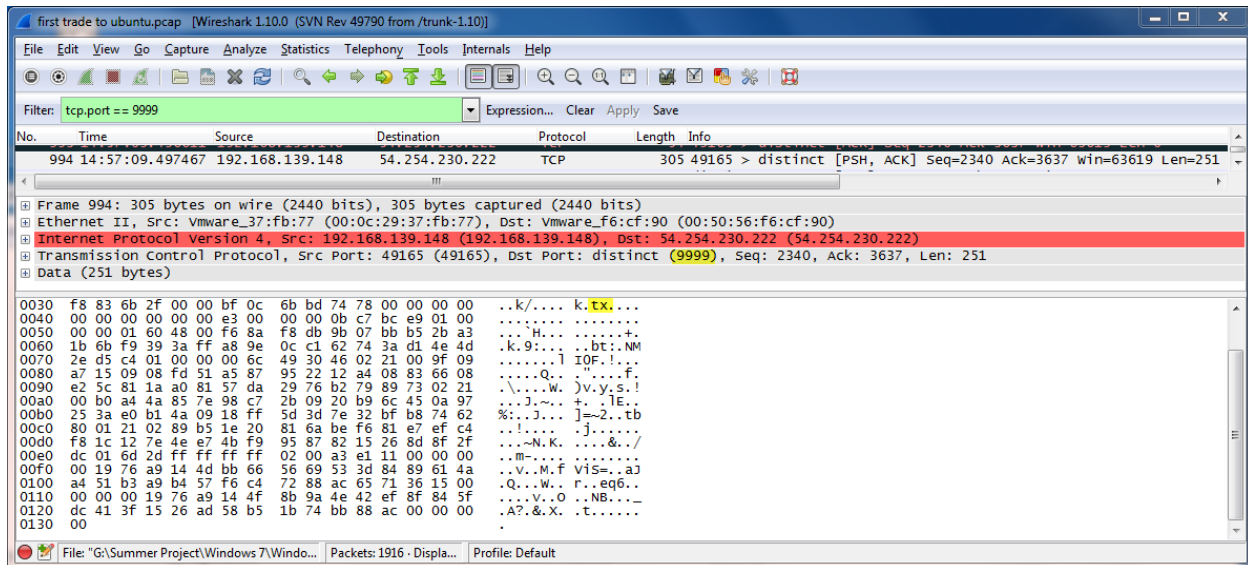 first trade to ubuntu.pcap [Wireshark 1.10.0 (SVN Rev 49790 from /trunk-1.10)]
File Edit View Go Capture Analyze Statistics Telephony Tools Internals Help
Filter: tcp.port == 9999 Expression... Clear Apply Save
No. Time Source Destination Protocol Length Info
994 14:57:09.497467 192.168.139.148 54.254.230.222 TCP 305 49165 > distinct [PSH, ACK] Seq=2340 Ack=3637 Win=63619 Len=251
Frame 994: 305 bytes on wire (2440 bits), 305 bytes captured (2440 bits)
Ethernet II, Src: Vmware_37:fb:77 (00:0c:29:37:fb:77), Dst: Vmware_f6:cf:90 (00:50:56:f6:cf:90)
Internet Protocol Version 4, Src: 192.168.139.148 (192.168.139.148), Dst: 54.254.230.222 (54.254.230.222)
Transmission Control Protocol, Src Port: 49165 (49165), Dst Port: distinct (9999), Seq: 2340, Ack: 3637, Len: 251
Data (251 bytes)
0030 f8 83 6b 2f 00 00 bf 0c 6b bd 74 78 00 00 00 00 ..k/.... k.tx....
0040 00 00 00 00 00 00 e3 00 00 00 0b c7 bc e9 01 00 ........ ........
0050 00 00 01 60 48 00 f6 8a f8 db 9b 07 bb b5 2b a3 ...`H... ......+.
0060 1b 6b f9 39 3a ff a8 9e 0c c1 62 74 3a d1 4e 4d .k.9:... ..bt:.NM
0070 2e d5 c4 01 00 00 00 6c 49 30 46 02 21 00 9f 09 .......l I0F.!...
0080 a7 15 09 08 fd 51 a5 87 95 22 12 a4 08 83 66 08 .....Q.. ."....f.
0090 e2 5c 81 1a a0 81 57 da 29 76 b2 79 89 73 02 21 .\....W. )v.y.s.!
00a0 00 b0 a4 4a 85 7e 98 c7 2b 09 20 b9 6c 45 0a 97 ...J.~.. +. .lE..
00b0 25 3a e0 b1 4a 09 18 ff 5d 3d 7e 32 bf b8 74 62 %:..J... ]=~2..tb
00c0 80 01 21 02 89 b5 1e 20 81 6a be f6 81 e7 ef c4 ..!.... .j......
00d0 f8 1c 12 7e 4e e7 4b f9 95 87 82 15 26 8d 8f 2f ...~N.K. ....&../
00e0 dc 01 6d 2d ff ff ff ff 02 00 a3 e1 11 00 00 00 ..m-.... ........
00f0 00 19 76 a9 14 4d bb 66 56 69 53 3d 84 89 61 4a ..v..M.f ViS=..aJ
0100 a4 51 b3 a9 b4 57 f6 c4 72 88 ac 65 71 36 15 00 .Q...W.. r..eq6..
0110 00 00 00 19 76 a9 14 4f 8b 9a 4e 42 ef 8f 84 5f ....v..O ..NB..._
0120 dc 41 3f 15 26 ad 58 b5 1b 74 bb 88 ac 00 00 00 .A?.&.X. .t......
0130 00 .
File: "G:\Summer Project\Windows 7\Windo... Packets: 1916 · Displa... Profile: Default